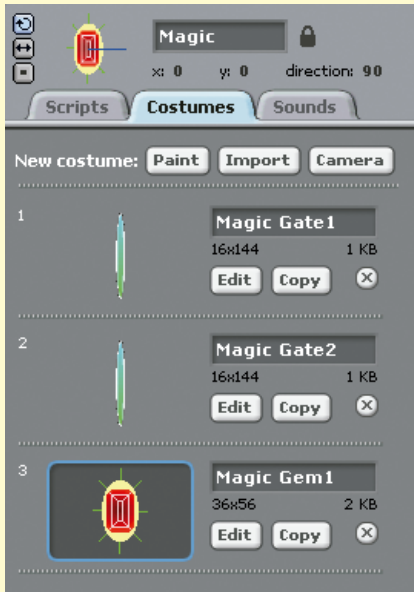 Magic
x: 0 y: 0 direction: 90
Scripts Costumes Sounds
New costume: Paint Import Camera
1
Magic Gate1
16x144 1 KB
Edit Copy
2
Magic Gate2
16x144 1 KB
Edit Copy
3
Magic Gem1
36x56 2 KB
Edit Copy